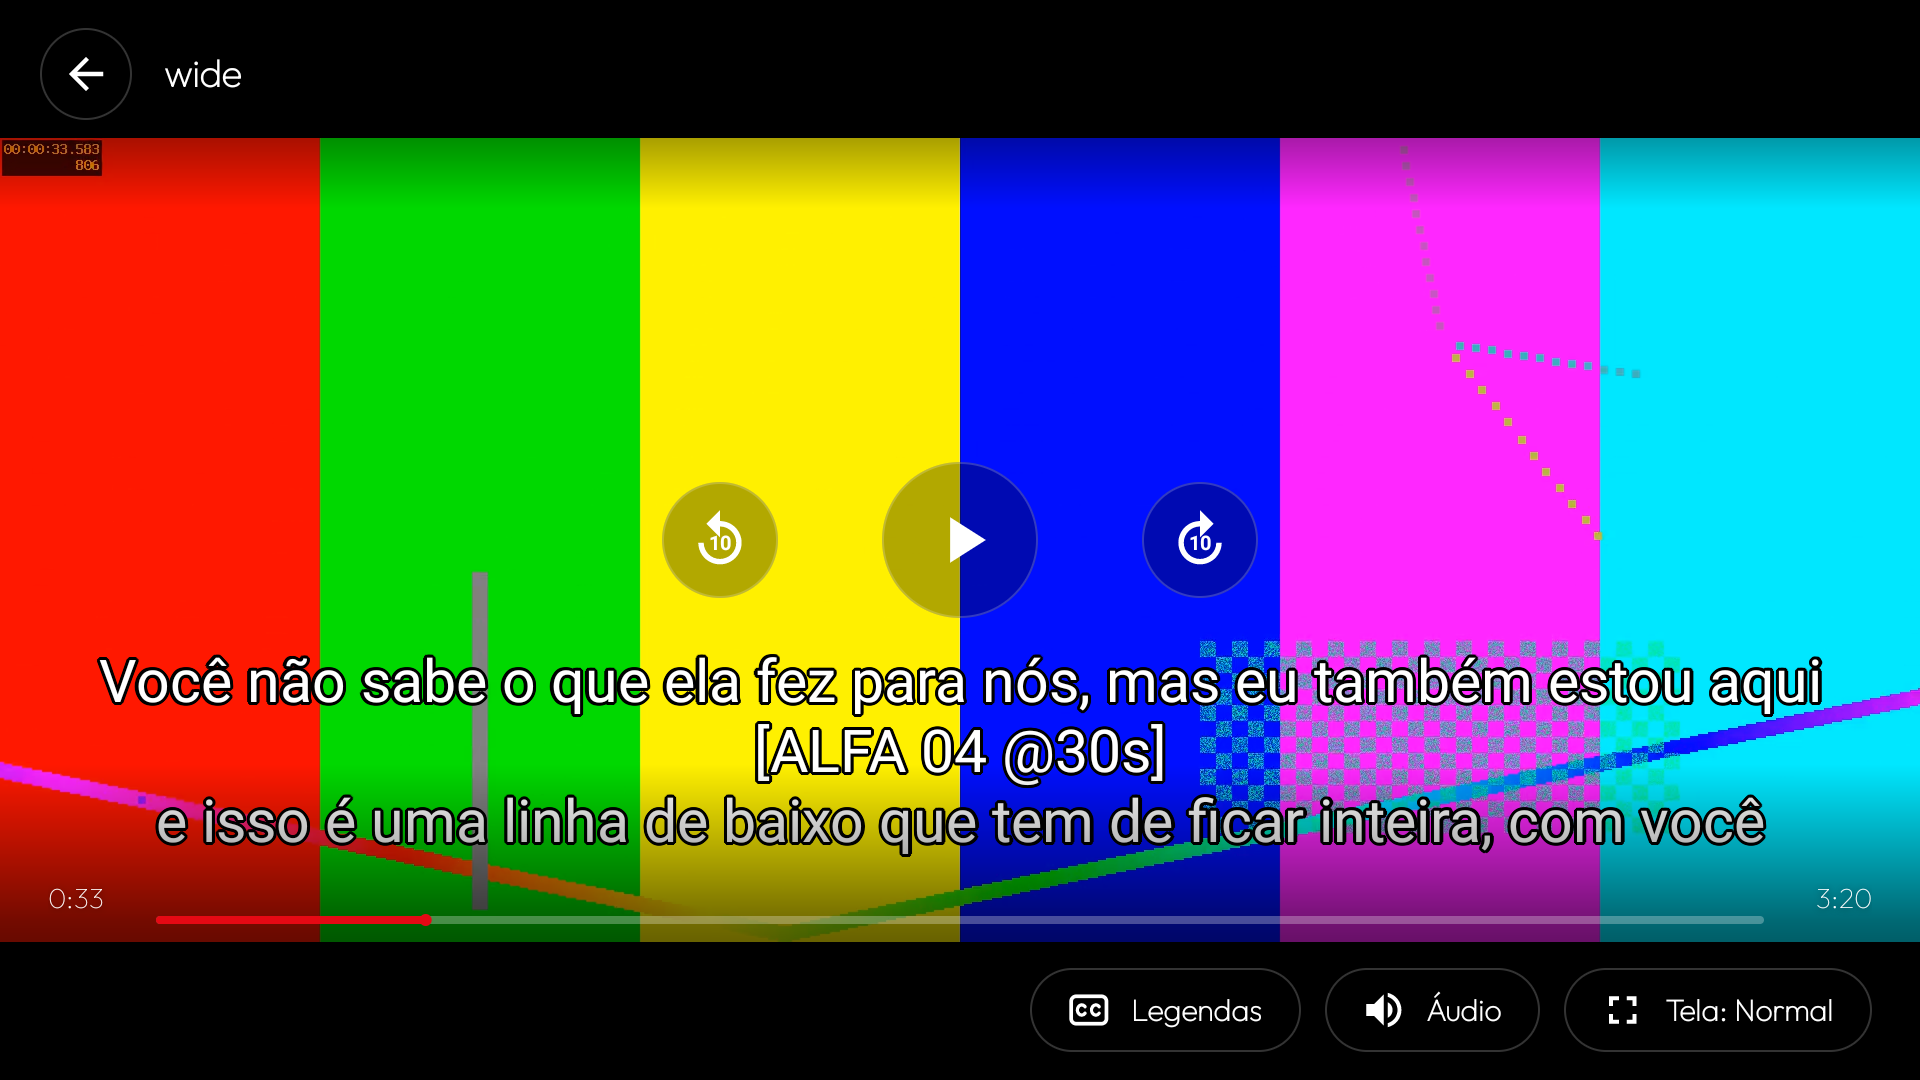 wide
00:00:33.583
806
10
10
Você não sabe o que ela fez para nós, mas eu também estou aqui
[ALFA 04 @30s]
e isso é uma linha de baixo que tem de ficar inteira, com você
0:33
3:20
CC Legendas
Áudio
Tela: Normal